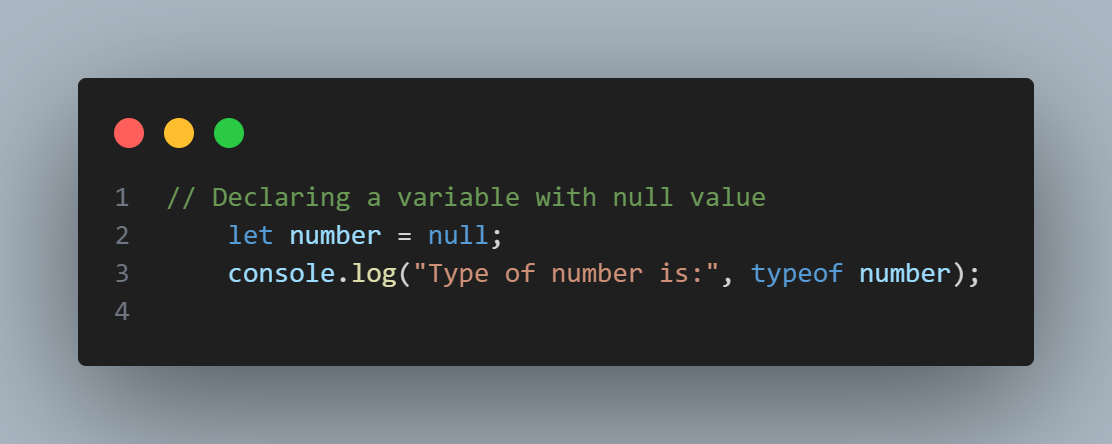 1 // Declaring a variable with null value
2     let number = null;
3     console.log("Type of number is:", typeof number);
4